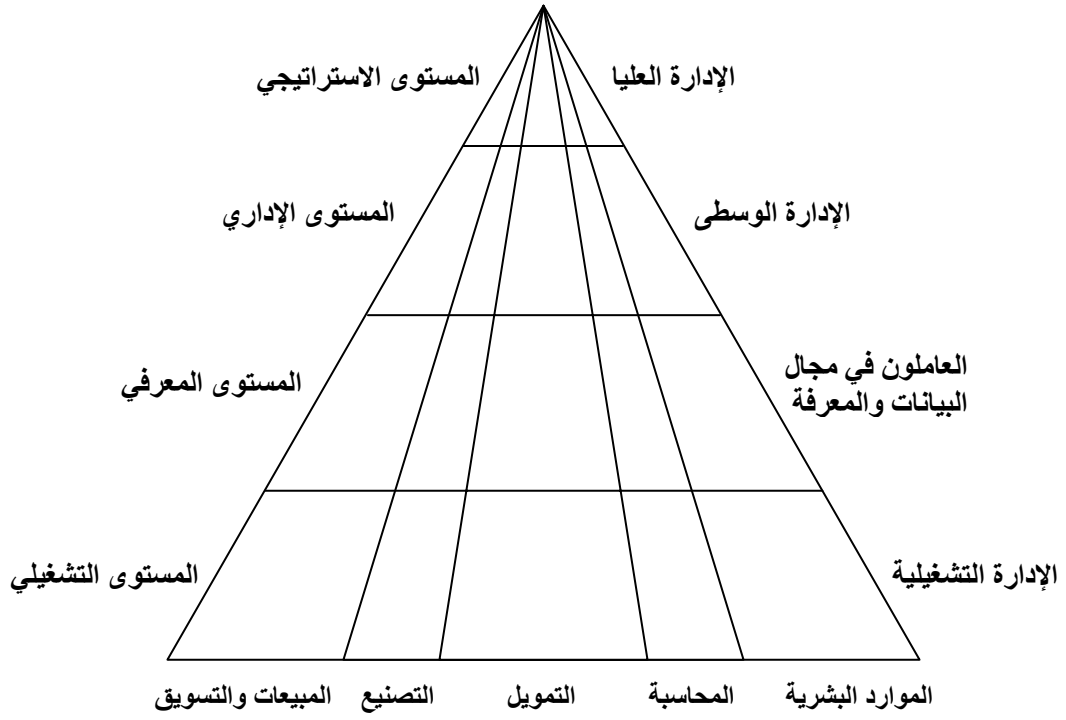 الإدارة العليا
المستوى الاستراتيجي
الإدارة الوسطى
المستوى الإداري
العاملون في مجال
البيانات والمعرفة
المستوى المعرفي
الإدارة التشغيلية
المستوى التشغيلي
الموارد البشرية
المحاسبة
التمويل
التصنيع
المبيعات والتسويق